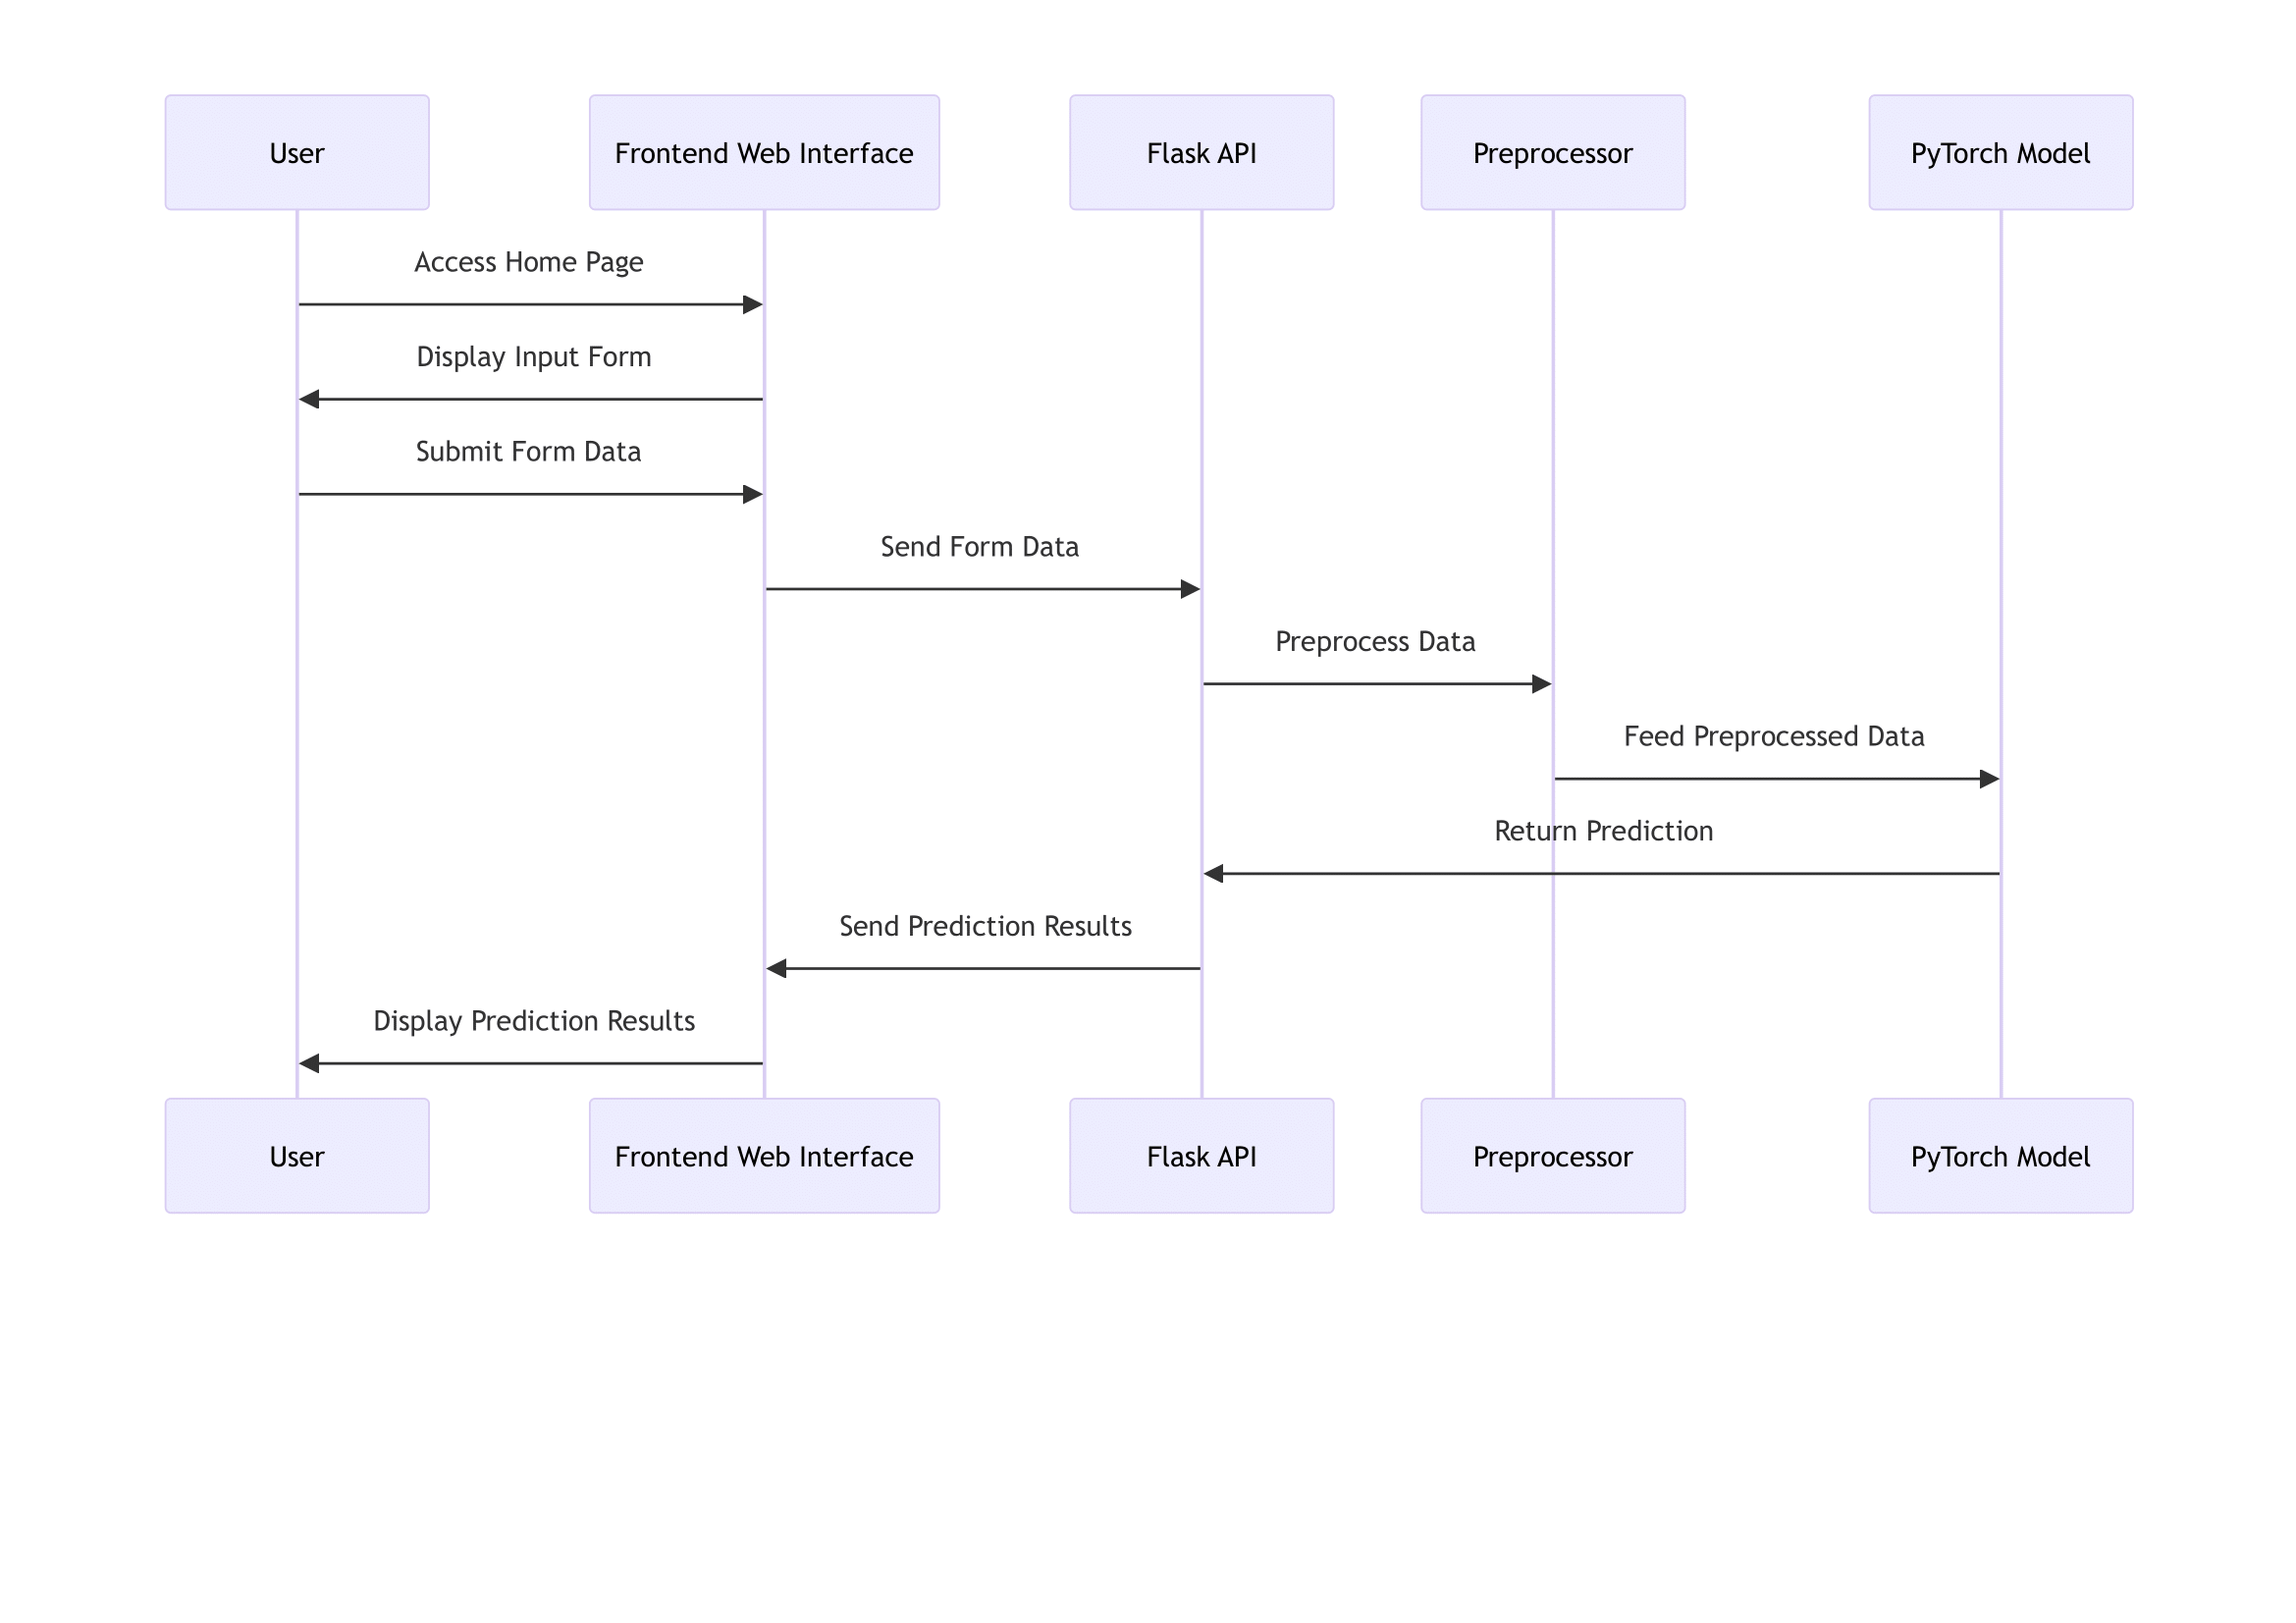 User
Frontend Web Interface
Flask API
Preprocessor
PyTorch Model
Access Home Page
Display Input Form
Submit Form Data
Send Form Data
Preprocess Data
Feed Preprocessed Data
Return Prediction
Send Prediction Results
Display Prediction Results
User
Frontend Web Interface
Flask API
Preprocessor
PyTorch Model